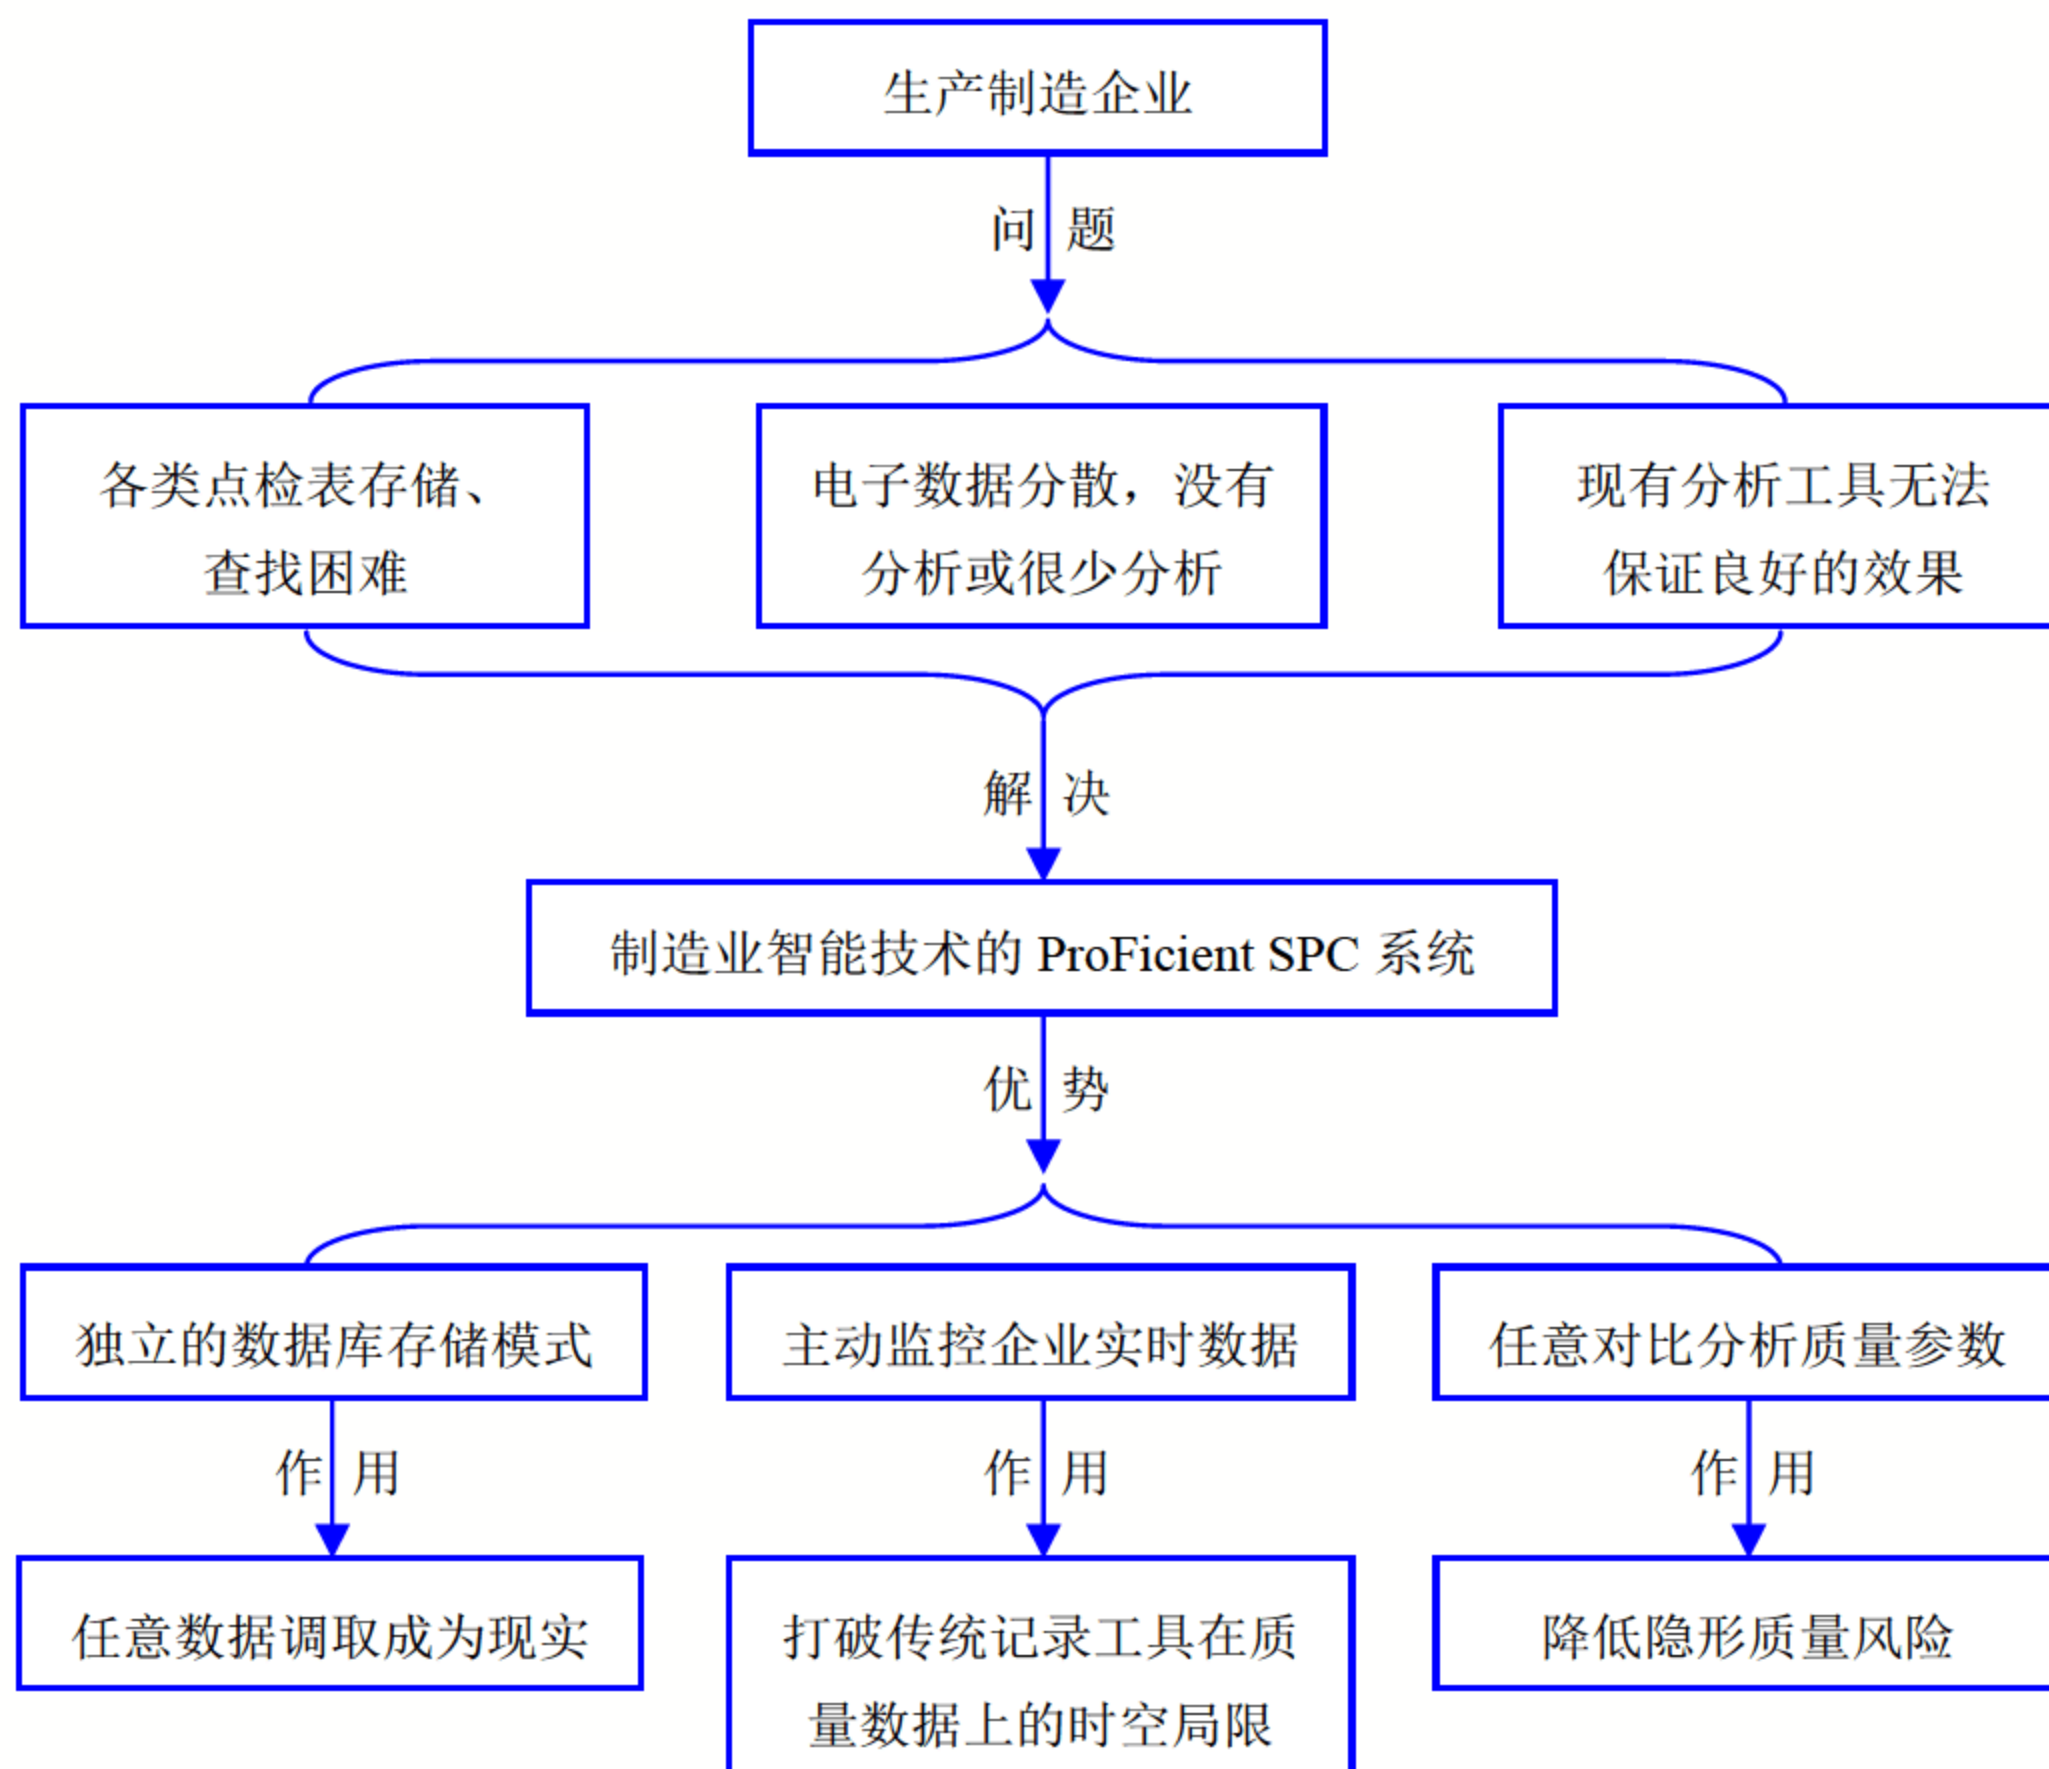 生产制造企业
问题
各类点检表存储、
查找困难
电子数据分散，没有
分析或很少分析
现有分析工具无法
保证良好的效果
解决
制造业智能技术的 ProFicient SPC 系统
优势
独立的数据库存储模式
主动监控企业实时数据
任意对比分析质量参数
作用
作用
作用
任意数据调取成为现实
打破传统记录工具在质
量数据上的时空局限
降低隐形质量风险